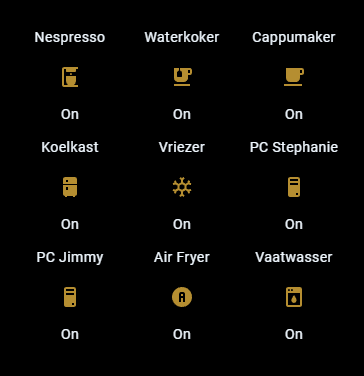 Nespresso Waterkoker Cappumaker
On On On
Koelkast Vriezer PC Stephanie
On On On
PC Jimmy Air Fryer Vaatwasser
On On On